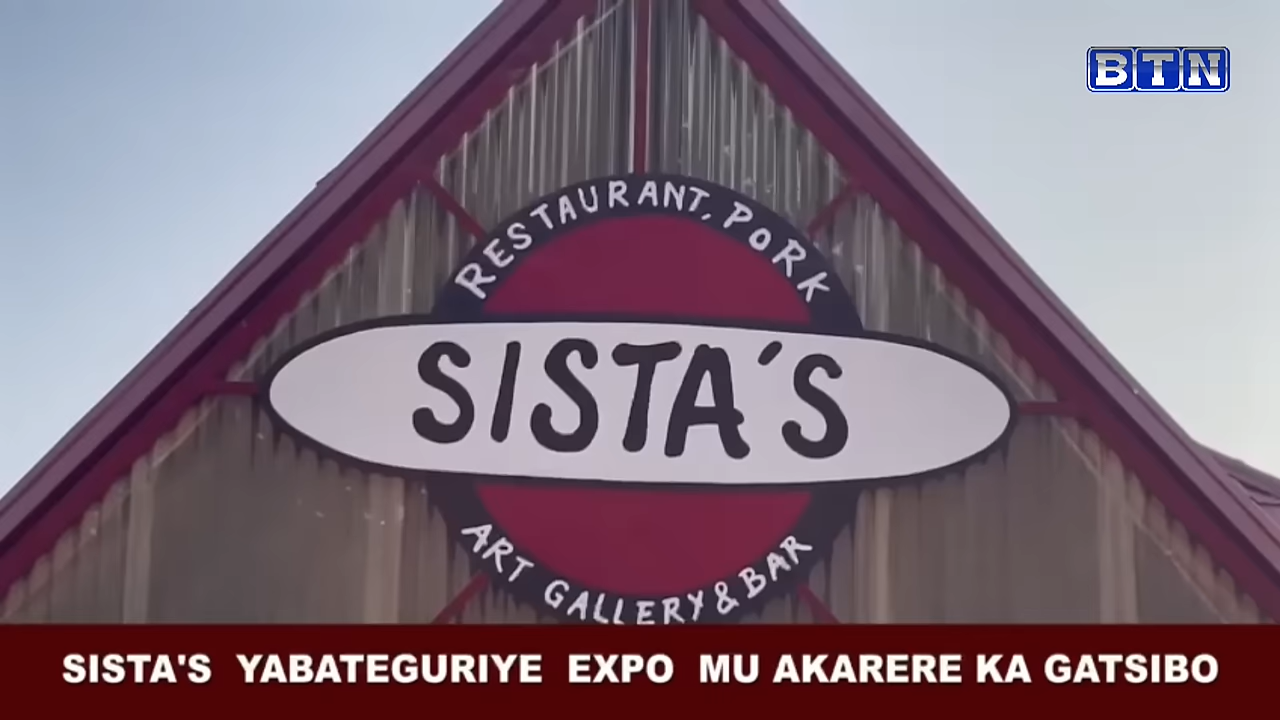 BTN
RESTAURANT, PORK
SISTA'S
ART GALLERY & BAR
SISTA'S YABATEGURIYE EXPO MU AKARERE KA GATSIBO